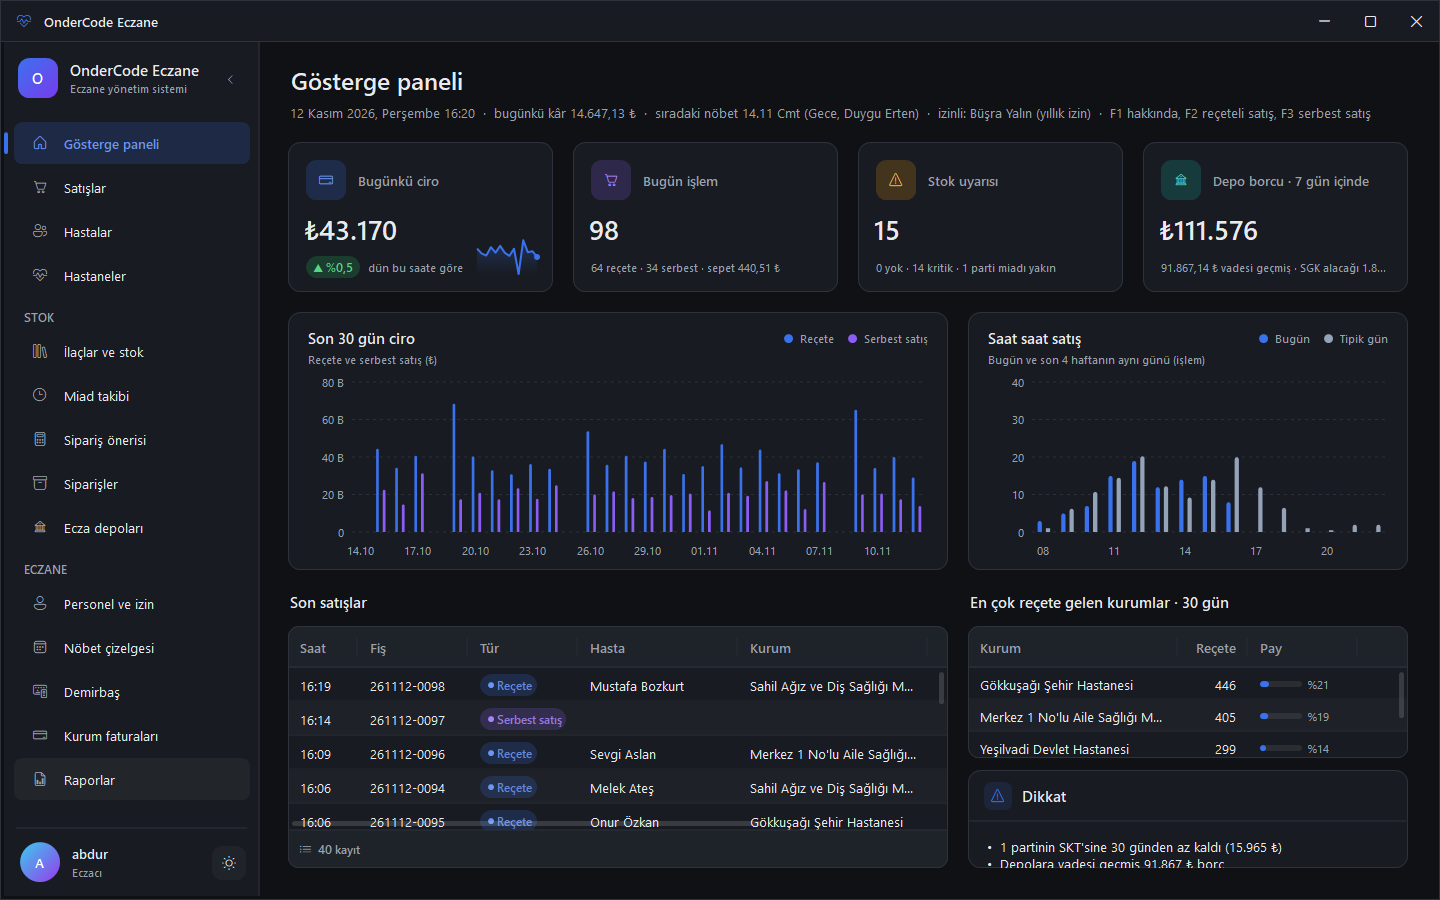 OnderCode Eczane
O
OnderCode Eczane
Eczane yönetim sistemi
Gösterge paneli
Satışlar
Hastalar
Hastaneler
STOK
İlaçlar ve stok
Miad takibi
Sipariş önerisi
Siparişler
Ecza depoları
ECZANE
Personel ve izin
Nöbet çizelgesi
Demirbaş
Kurum faturaları
Raporlar
A
abdur
Eczacı
Gösterge paneli
12 Kasım 2026, Perşembe 16:20 · bugünkü kâr 14.647,13 ₺ · sıradaki nöbet 14.11 Cmt (Gece, Duygu Erten) · izinli: Büşra Yalın (yıllık izin) · F1 hakkında, F2 reçeteli satış, F3 serbest satış
Bugünkü ciro
₺43.170
▲ %0,5 dün bu saate göre
Bugün işlem
98
64 reçete · 34 serbest · sepet 440,51 ₺
Stok uyarısı
15
0 yok · 14 kritik · 1 parti miadı yakın
Depo borcu · 7 gün içinde
₺111.576
91.867,14 ₺ vadesi geçmiş · SGK alacağı 1.8...
Son 30 gün ciro
Reçete Serbest satış
Reçete ve serbest satış (₺)
80 B
60 B
40 B
20 B
0
14.10 17.10 20.10 23.10 26.10 29.10 01.11 04.11 07.11 10.11
Saat saat satış
Bugün Tipik gün
Bugün ve son 4 haftanın aynı günü (işlem)
40
30
20
10
0
08 11 14 17 20
Son satışlar
Saat Fiş Tür Hasta Kurum
16:19 261112-0098 Reçete Mustafa Bozkurt Sahil Ağız ve Diş Sağlığı M...
16:14 261112-0097 Serbest satış
16:09 261112-0096 Reçete Sevgi Aslan Merkez 1 No'lu Aile Sağlığı...
16:06 261112-0094 Reçete Melek Ateş Sahil Ağız ve Diş Sağlığı M...
16:06 261112-0095 Reçete Onur Özkan Gökkuşağı Şehir Hastanesi
40 kayıt
En çok reçete gelen kurumlar · 30 gün
Kurum Reçete Pay
Gökkuşağı Şehir Hastanesi 446 %21
Merkez 1 No'lu Aile Sağlığı M... 405 %19
Yeşilvadi Devlet Hastanesi 299 %14
Dikkat
• 1 partinin SKT'sine 30 günden az kaldı (15.965 ₺)
• Depolara vadesi geçmiş 91.867 ₺ borç